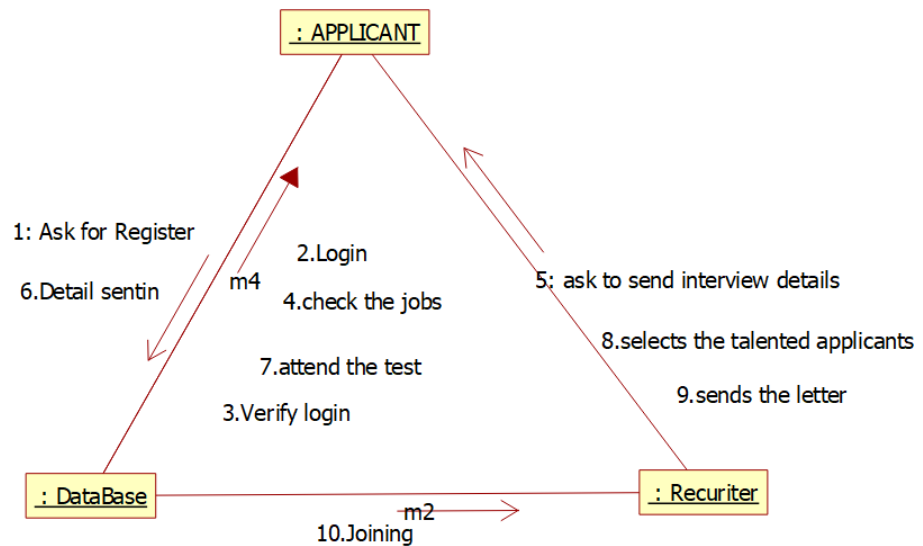 : APPLICANT
1: Ask for Register
6.Detail sentin
m4
2.Login
4.check the jobs
7.attend the test
3.Verify login
5: ask to send interview details
8.selects the talented applicants
9.sends the letter
: DataBase
: Recuriter
m2
10.Joining